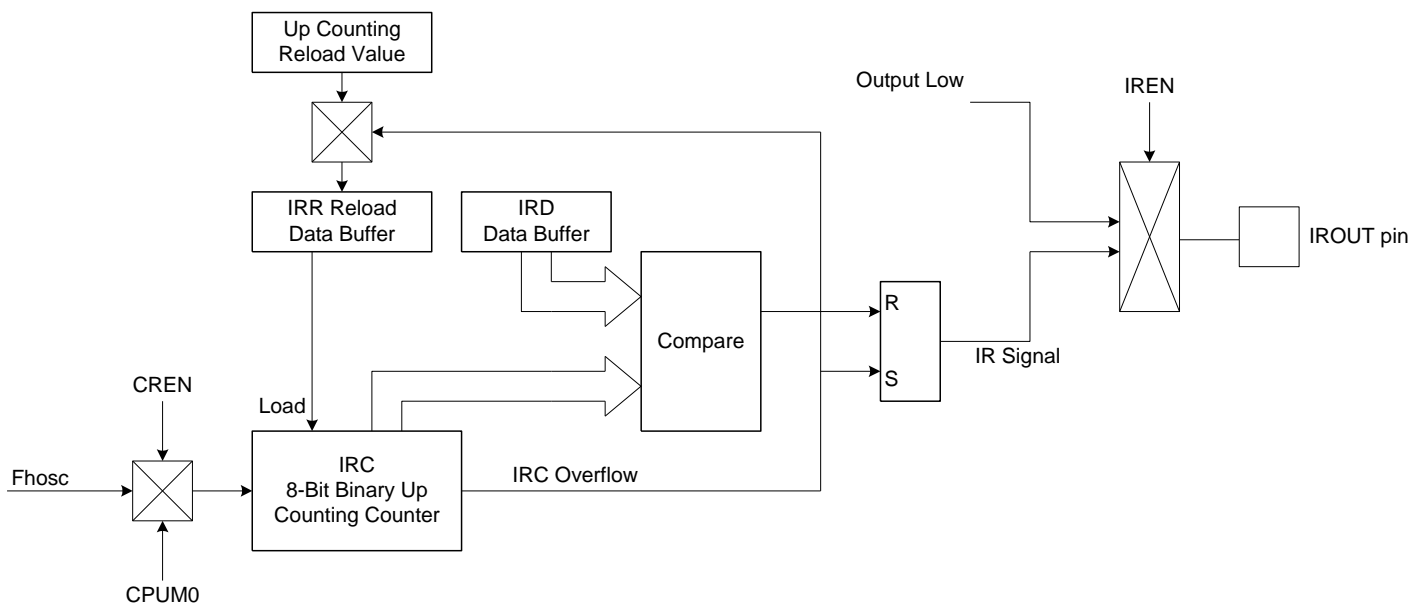 Up Counting
Reload Value
Output Low
IREN
IRR Reload
Data Buffer
IRD
Data Buffer
IROUT pin
R
Compare
IR Signal
S
CREN
Load
Fhosc
IRC
8-Bit Binary Up
Counting Counter
IRC Overflow
CPUM0